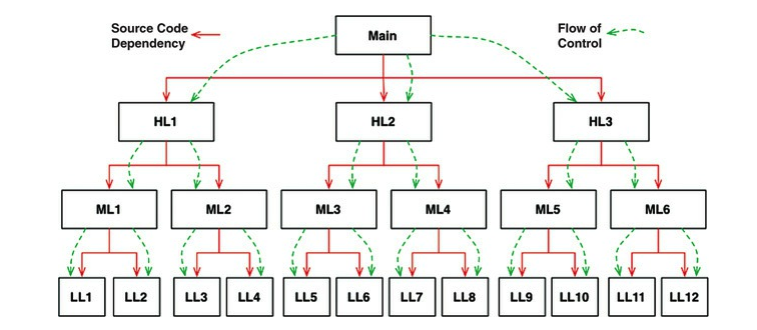 Source Code
Dependency
Main
Flow of
Control
HL1
HL2
HL3
ML1
ML2
ML3
ML4
ML5
ML6
LL1
LL2
LL3
LL4
LL5
LL6
LL7
LL8
LL9
LL10
LL11
LL12